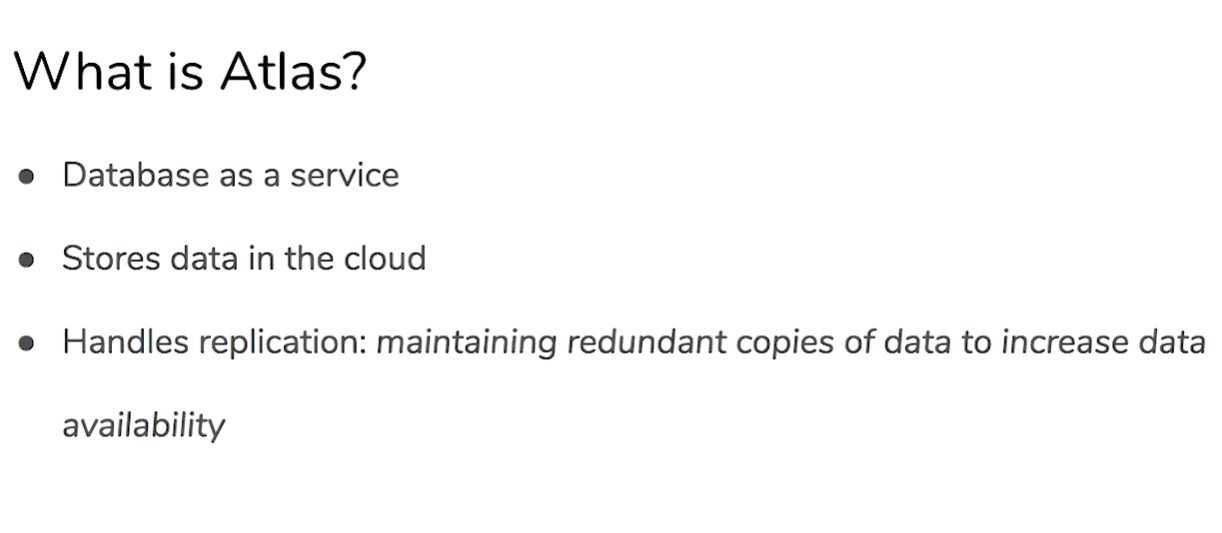 What is Atlas?
● Database as a service
● Stores data in the cloud
● Handles replication: maintaining redundant copies of data to increase data
availability